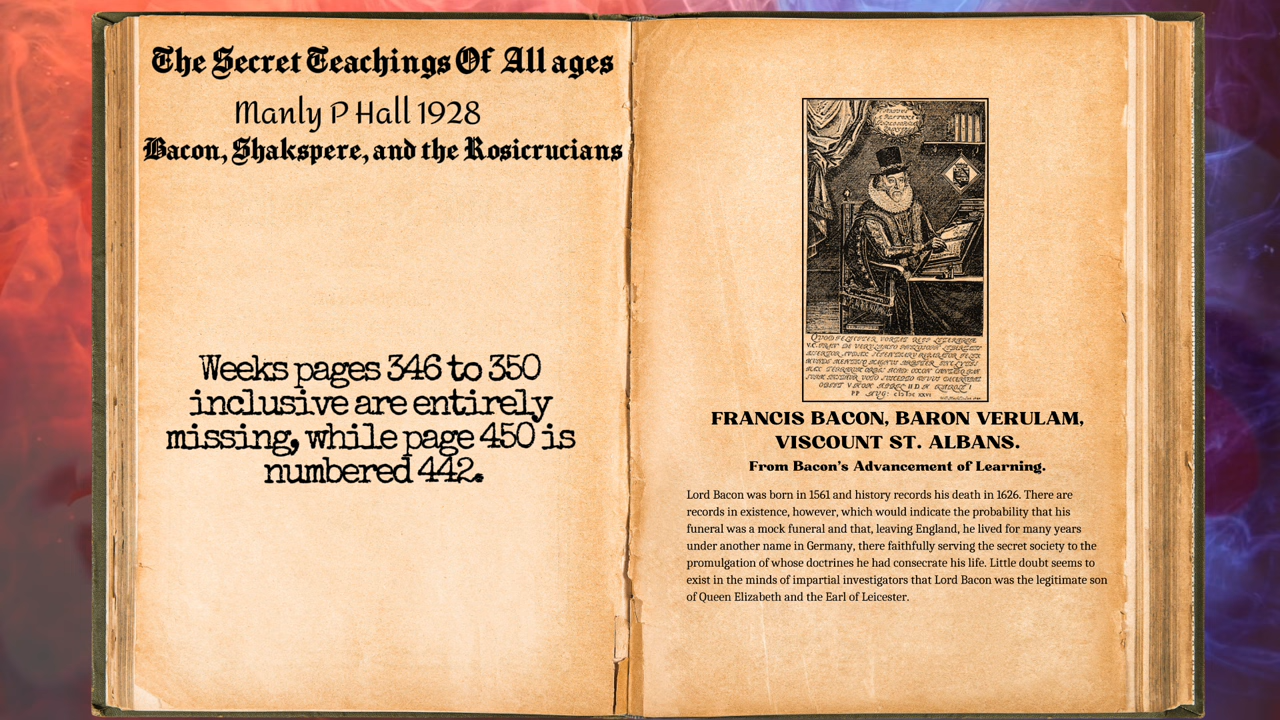 The Secret Teachings Of All ages
Manly P Hall 1928
Bacon, Shakspere, and the Rosicrucians
Weeks pages 346 to 350
inclusive are entirely
missing, while page 450 is
numbered 442.
FRANCIS BACON, BARON VERULAM,
VISCOUNT ST. ALBANS.
From Bacon's Advancement of Learning.
Lord Bacon was born in 1561 and history records his death in 1626. There are
records in existence, however, which would indicate the probability that his
funeral was a mock funeral and that, leaving England, he lived for many years
under another name in Germany, there faithfully serving the secret society to the
promulgation of whose doctrines he had consecrate his life. Little doubt seems to
exist in the minds of impartial investigators that Lord Bacon was the legitimate son
of Queen Elizabeth and the Earl of Leicester.